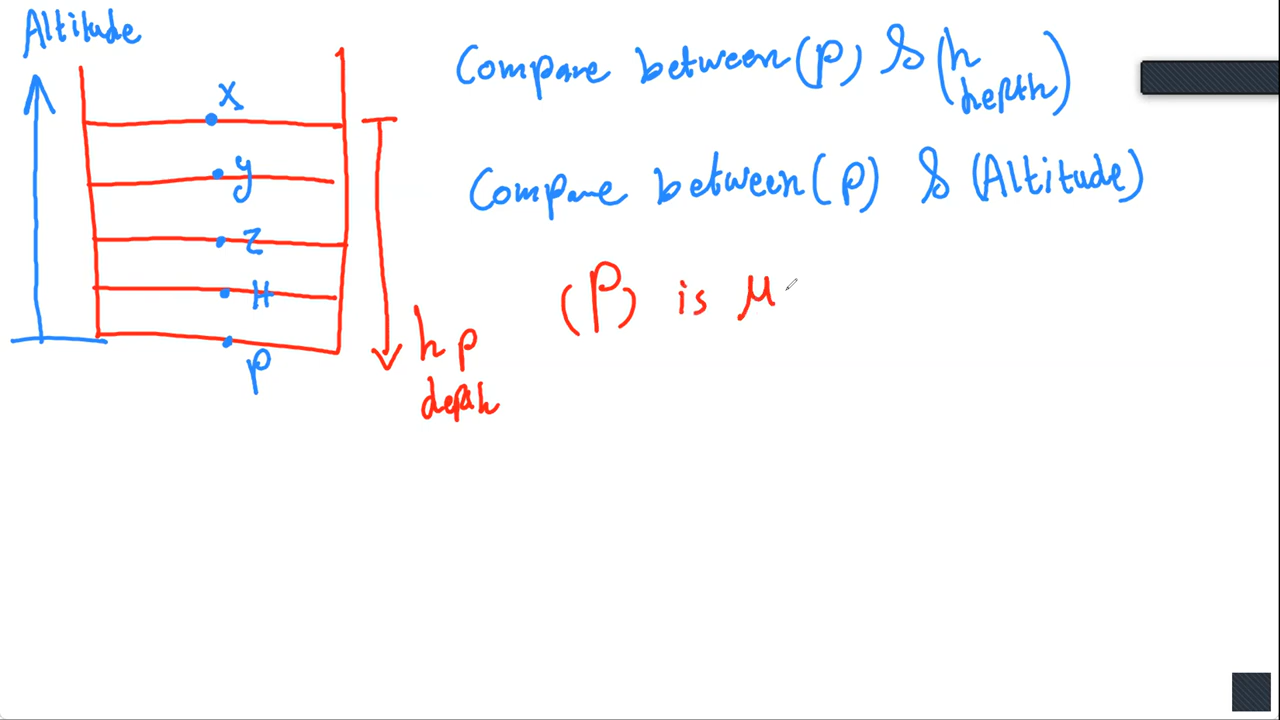 Altitude
Compare between (P) & (h
depth)
X
y
Compare between (P) & (Altitude)
Z
H
(P) is M
h p
P
depth